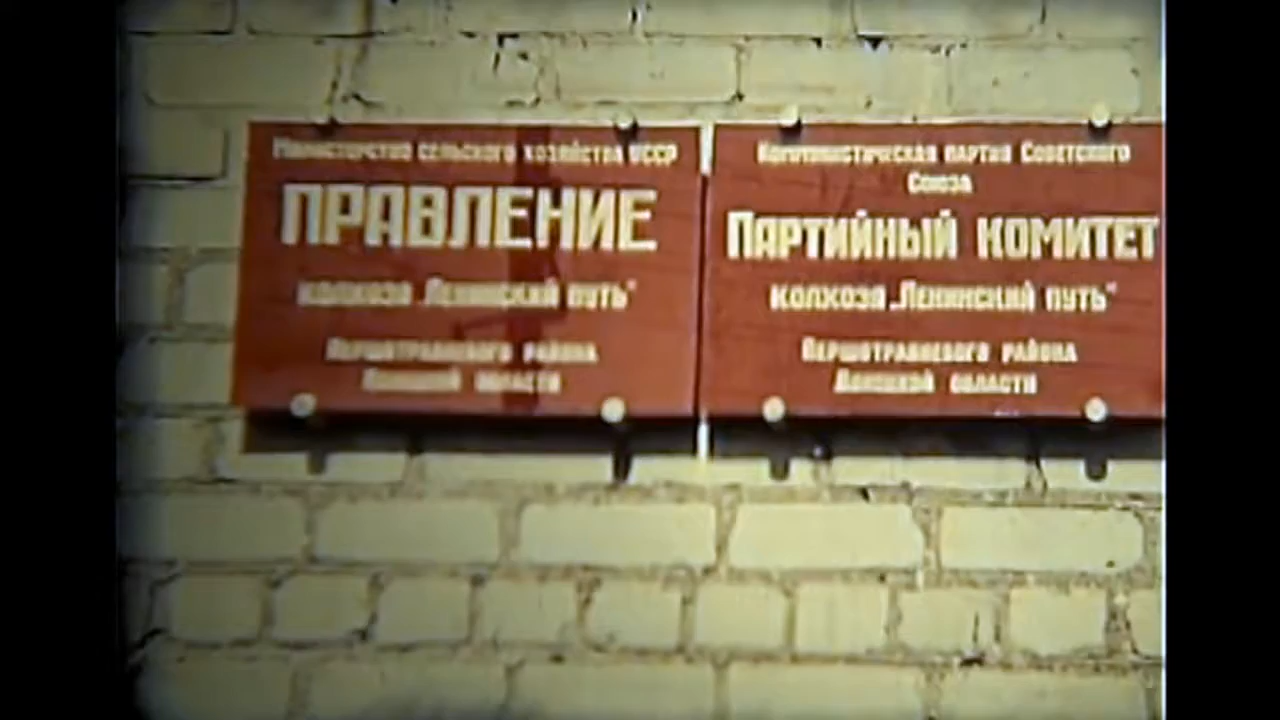 Министерство сельского хозяйства УССР
ПРАВЛЕНИЕ
колхоза „Ленинский путь"
Першотравневого района
Донецкой области
Коммунистическая партия Советского
Союза
Партийный комитет
колхоза „Ленинский путь"
Першотравневого района
Донецкой области